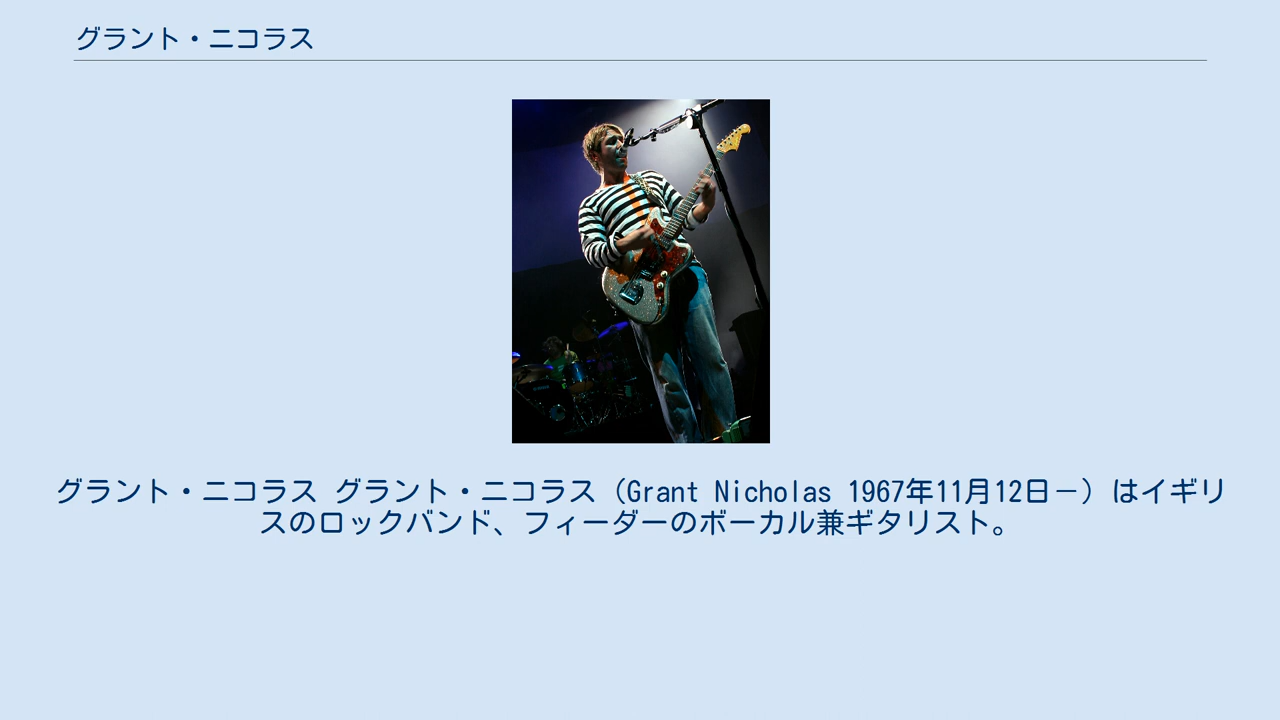 グラント・ニコラス
グラント・ニコラス グラント・ニコラス（Grant Nicholas 1967年11月12日－）はイギリ
スのロックバンド、フィーダーのボーカル兼ギタリスト。